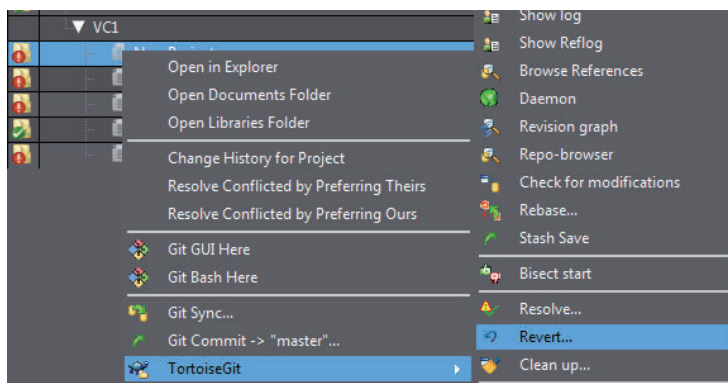 VC1
Open in Explorer
Open Documents Folder
Open Libraries Folder
Change History for Project
Resolve Conflicted by Preferring Theirs
Resolve Conflicted by Preferring Ours
Git GUI Here
Git Bash Here
Git Sync...
Git Commit -> "master"...
TortoiseGit
Show log
Show Reflog
Browse References
Daemon
Revision graph
Repo-browser
Check for modifications
Rebase...
Stash Save
Bisect start
Resolve...
Revert...
Clean up...